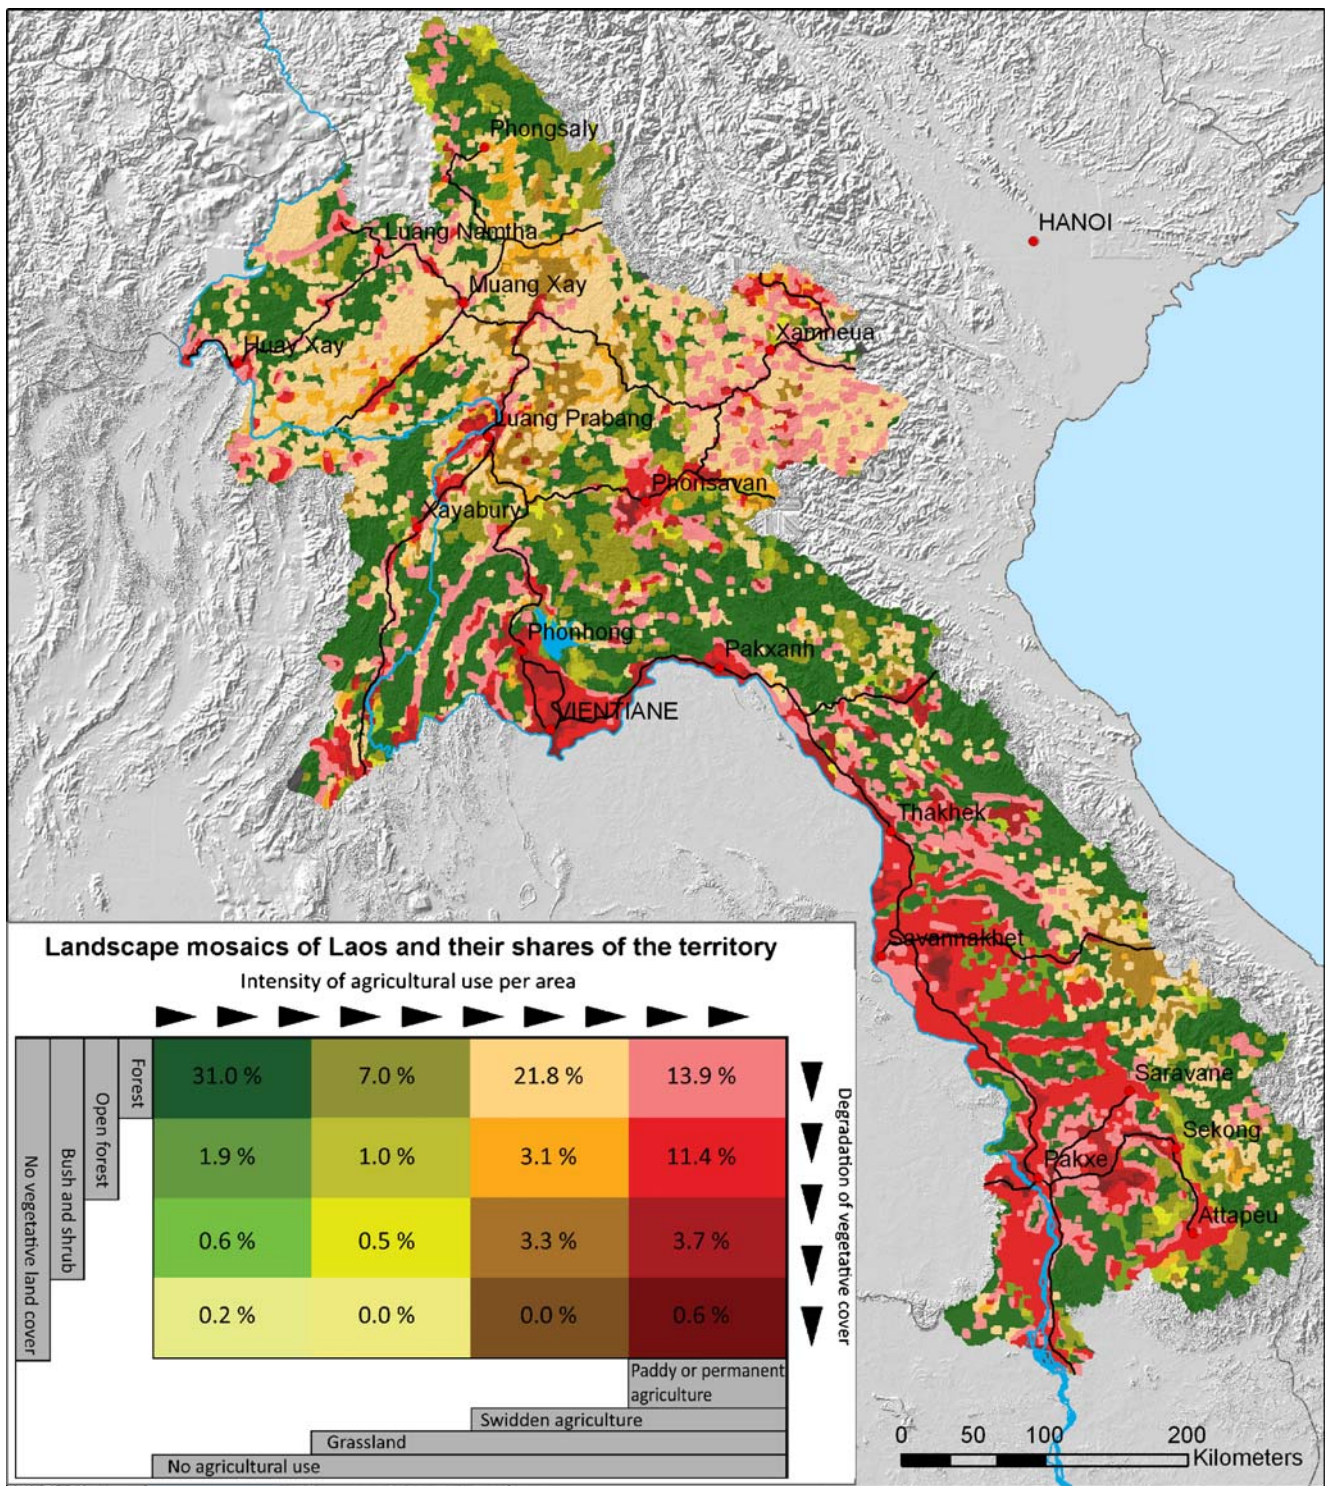 Phongsaly
HANOI
Luang Namtha
Muang Xay
Xamneua
Huay Xay
Luang Prabang
Phonsavan
Xayabury
Phonhong
Pakxanh
VIENTIANE
Thakhek
Savannakhet
Saravane
Sekong
Pakxe
Attapeu
Landscape mosaics of Laos and their shares of the territory
Intensity of agricultural use per area
No vegetative land cover
Bush and shrub
Open forest
Forest
31.0 % 7.0 % 21.8 % 13.9 %
1.9 % 1.0 % 3.1 % 11.4 %
0.6 % 0.5 % 3.3 % 3.7 %
0.2 % 0.0 % 0.0 % 0.6 %
Degradation of vegetative cover
Paddy or permanent
agriculture
Swidden agriculture
Grassland
No agricultural use
0 50 100 200
Kilometers